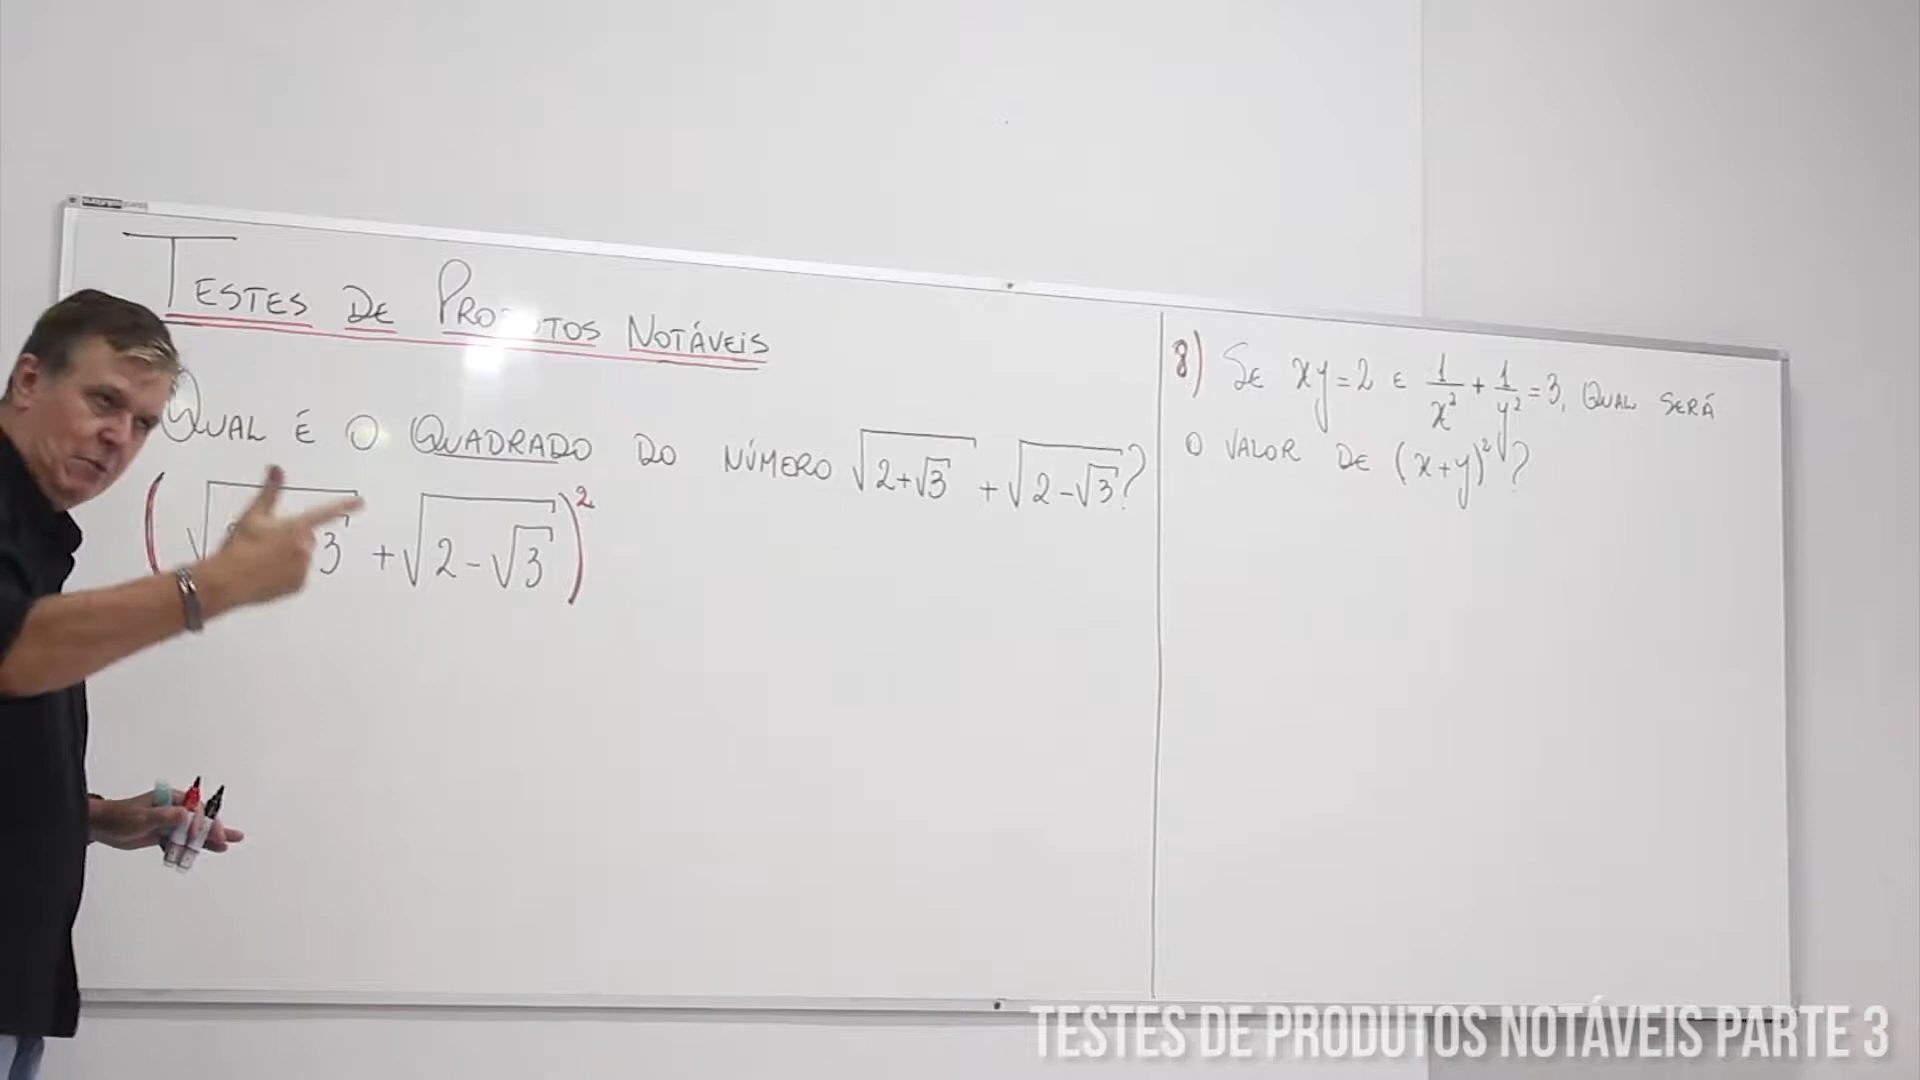 TESTES DE PRODUTOS NOTÁVEIS
QUAL É O QUADRADO DO NÚMERO √(2+√3) + √(2-√3)?
( √ 3 + √(2-√3) )²
8) SE xy=2 E 1/x² + 1/y² = 3, QUAL SERÁ
O VALOR DE (x+y)²?
TESTES DE PRODUTOS NOTÁVEIS PARTE 3